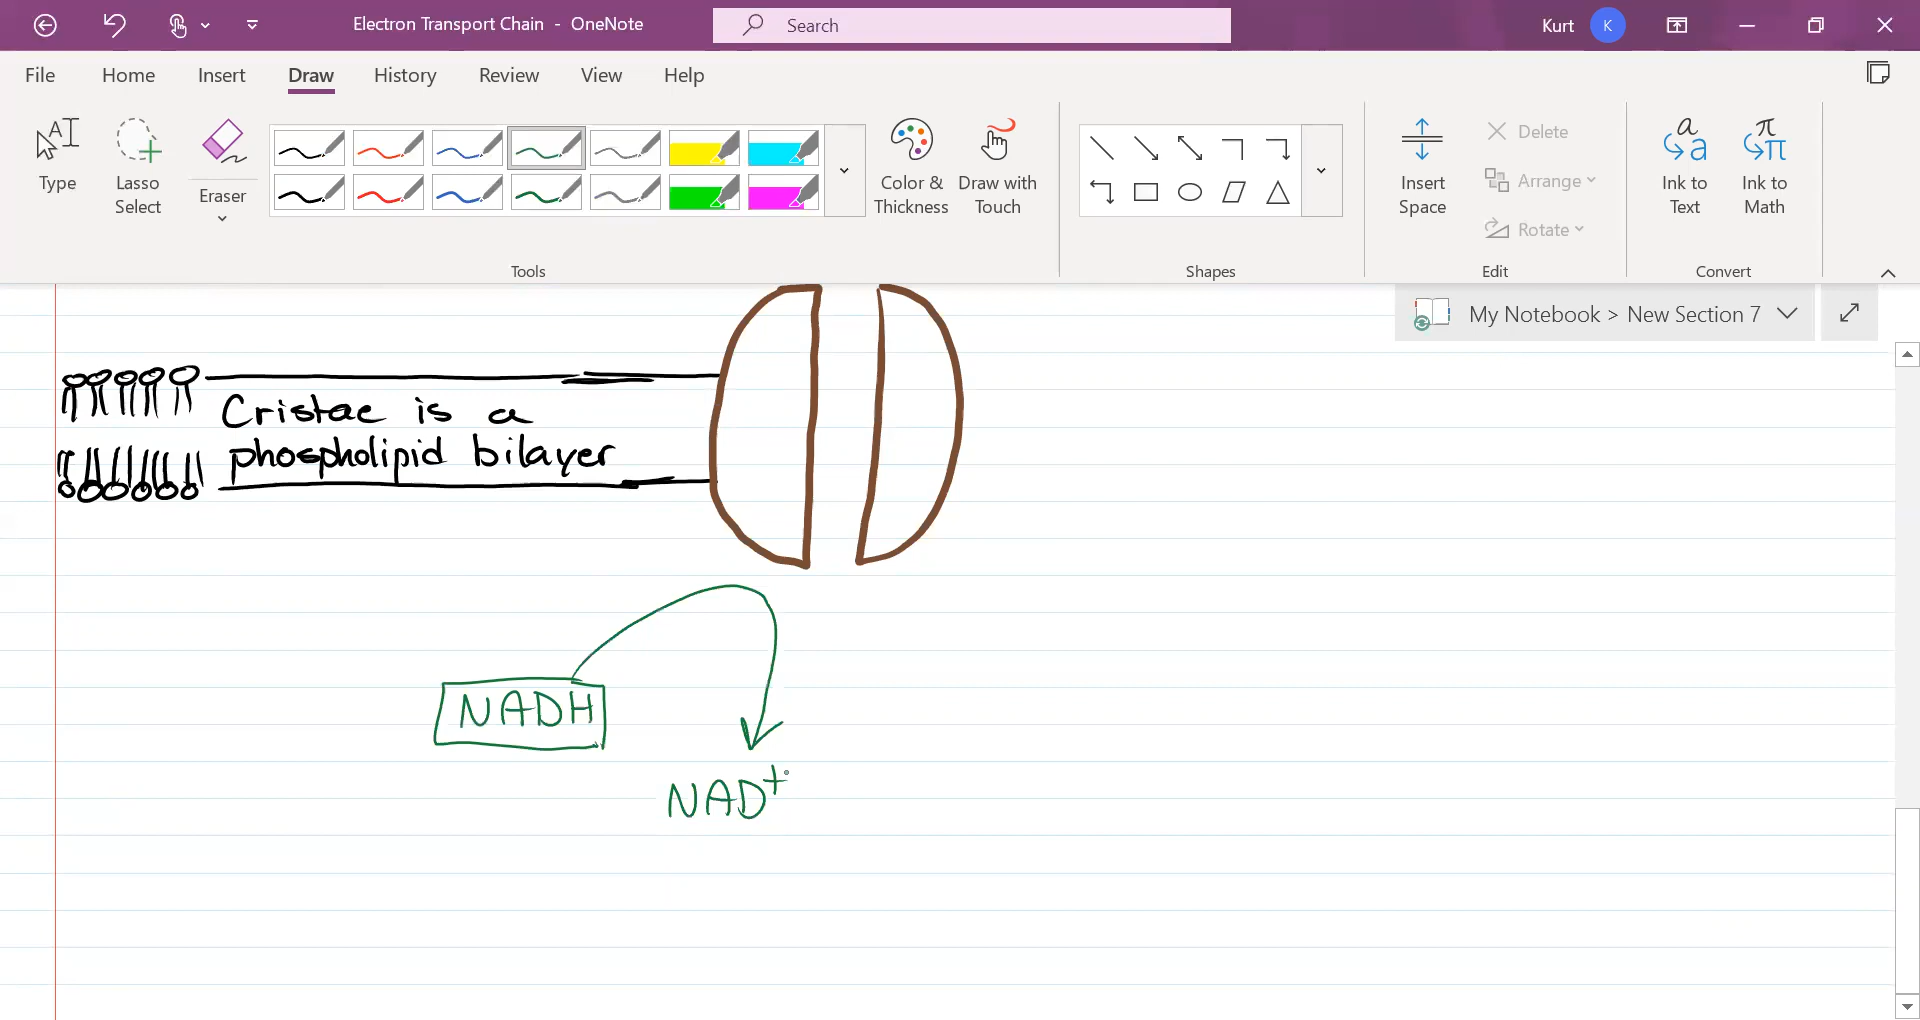 Electron Transport Chain - OneNote
Search
Kurt
K
File Home Insert Draw History Review View Help
Type
Lasso Select
Eraser
Color & Thickness
Draw with Touch
Insert Space
Delete
Arrange
Rotate
Ink to Text
Ink to Math
Tools
Shapes
Edit
Convert
My Notebook > New Section 7
Cristae is a
phospholipid bilayer
NADH
NAD+